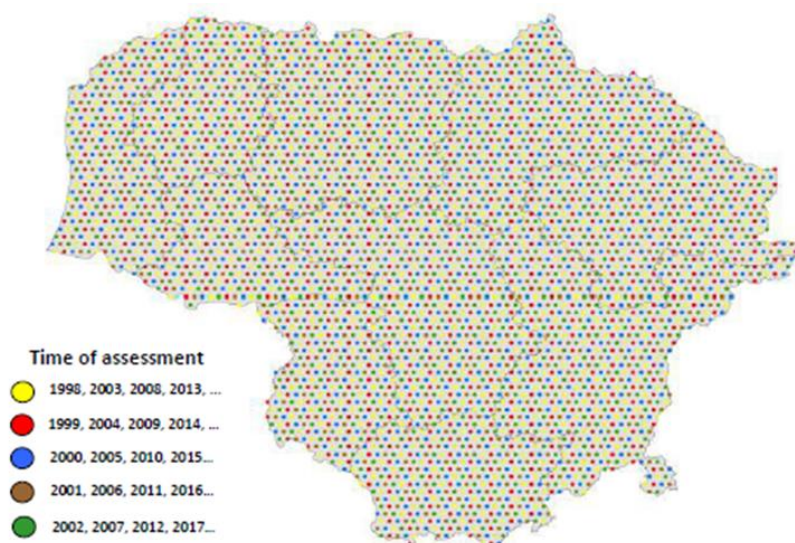 Time of assessment
1998, 2003, 2008, 2013, ...
1999, 2004, 2009, 2014, ...
2000, 2005, 2010, 2015...
2001, 2006, 2011, 2016...
2002, 2007, 2012, 2017...